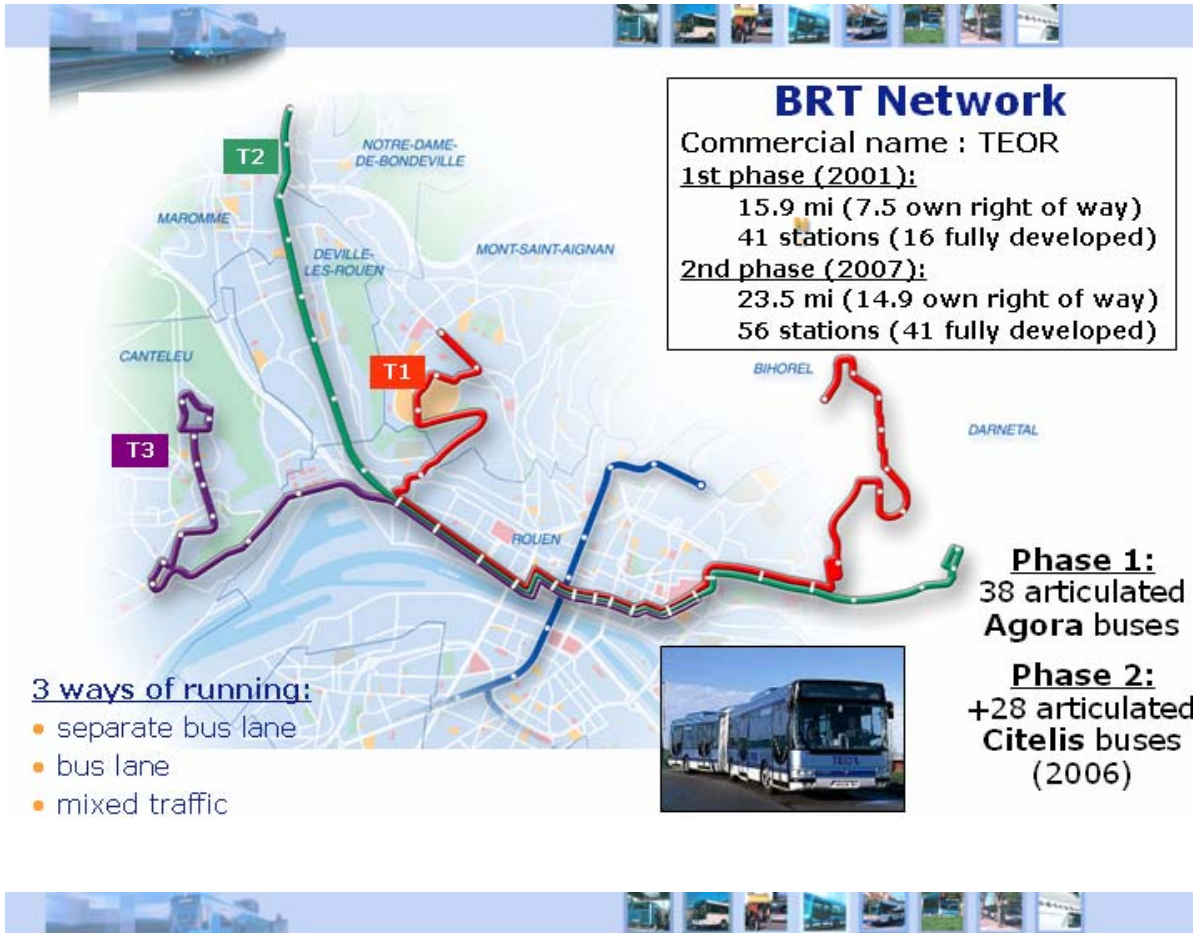 BRT Network
Commercial name : TEOR
1st phase (2001):
15.9 mi (7.5 own right of way)
41 stations (16 fully developed)
2nd phase (2007):
23.5 mi (14.9 own right of way)
56 stations (41 fully developed)
T2
NOTRE-DAME-
DE-BONDEVILLE
MAROMME
DEVILLE-
LES-ROUEN
MONT-SAINT-AIGNAN
CANTELEU
T1
BIHOREL
T3
DARNETAL
ROUEN
Phase 1:
38 articulated
Agora buses
Phase 2:
+28 articulated
Citelis buses
(2006)
3 ways of running:
• separate bus lane
• bus lane
• mixed traffic
TEOR